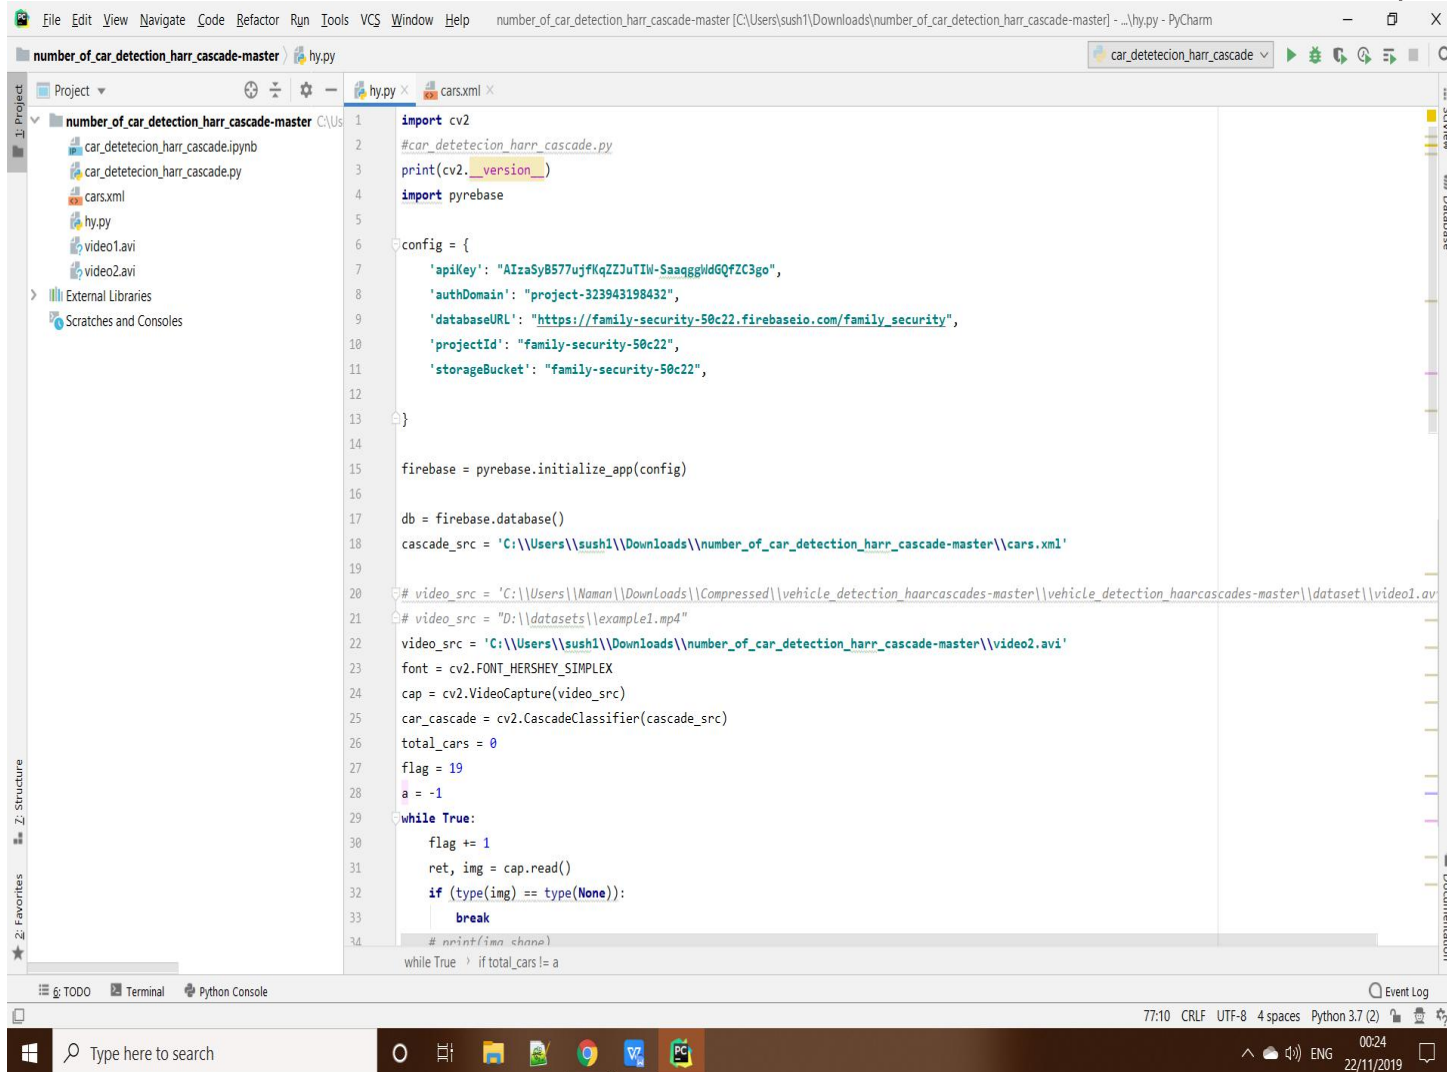 File Edit View Navigate Code Refactor Run Tools VCS Window Help number_of_car_detection_harr_cascade-master [C:\Users\sush1\Downloads\number_of_car_detection_harr_cascade-master] - ...\hy.py - PyCharm
number_of_car_detection_harr_cascade-master hy.py car_detetecion_harr_cascade
1: Project
Project
hy.py cars.xml
number_of_car_detection_harr_cascade-master C:\Us
car_detetecion_harr_cascade.ipynb
car_detetecion_harr_cascade.py
cars.xml
hy.py
video1.avi
video2.avi
External Libraries
Scratches and Consoles
1 import cv2
2 #car_detetecion_harr_cascade.py
3 print(cv2.__version__)
4 import pyrebase
5
6 config = {
7 'apiKey': "AIzaSyB577ujfKqZZJuTIW-SaaqggWdGQfZC3go",
8 'authDomain': "project-323943198432",
9 'databaseURL': "https://family-security-50c22.firebaseio.com/family_security",
10 'projectId': "family-security-50c22",
11 'storageBucket': "family-security-50c22",
12
13 }
14
15 firebase = pyrebase.initialize_app(config)
16
17 db = firebase.database()
18 cascade_src = 'C:\\Users\\sush1\\Downloads\\number_of_car_detection_harr_cascade-master\\cars.xml'
19
20 # video_src = 'C:\\Users\\Naman\\Downloads\\Compressed\\vehicle_detection_haarcascades-master\\vehicle_detection_haarcascades-master\\dataset\\video1.av
21 # video_src = "D:\\datasets\\example1.mp4"
22 video_src = 'C:\\Users\\sush1\\Downloads\\number_of_car_detection_harr_cascade-master\\video2.avi'
23 font = cv2.FONT_HERSHEY_SIMPLEX
24 cap = cv2.VideoCapture(video_src)
25 car_cascade = cv2.CascadeClassifier(cascade_src)
26 total_cars = 0
27 flag = 19
28 a = -1
29 while True:
30 flag += 1
31 ret, img = cap.read()
32 if (type(img) == type(None)):
33 break
34 # print(img.shape)
while True if total_cars != a
Database
Documentation
7: Structure
2: Favorites
6: TODO Terminal Python Console Event Log
77:10 CRLF UTF-8 4 spaces Python 3.7 (2)
Type here to search
ENG 00:24
22/11/2019